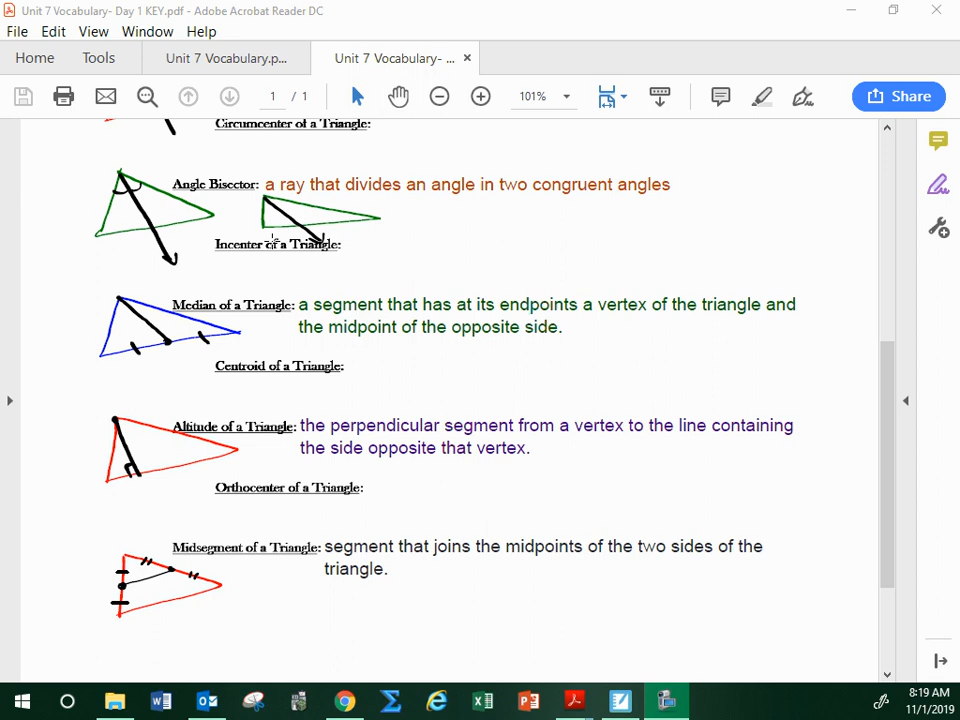 Unit 7 Vocabulary- Day 1 KEY.pdf - Adobe Acrobat Reader DC
File Edit View Window Help
Home Tools Unit 7 Vocabulary.p... Unit 7 Vocabulary- ...
1 / 1 101% Share
Circumcenter of a Triangle:
Angle Bisector: a ray that divides an angle in two congruent angles
Incenter of a Triangle:
Median of a Triangle: a segment that has at its endpoints a vertex of the triangle and
the midpoint of the opposite side.
Centroid of a Triangle:
Altitude of a Triangle: the perpendicular segment from a vertex to the line containing
the side opposite that vertex.
Orthocenter of a Triangle:
Midsegment of a Triangle: segment that joins the midpoints of the two sides of the
triangle.
8:19 AM
11/1/2019